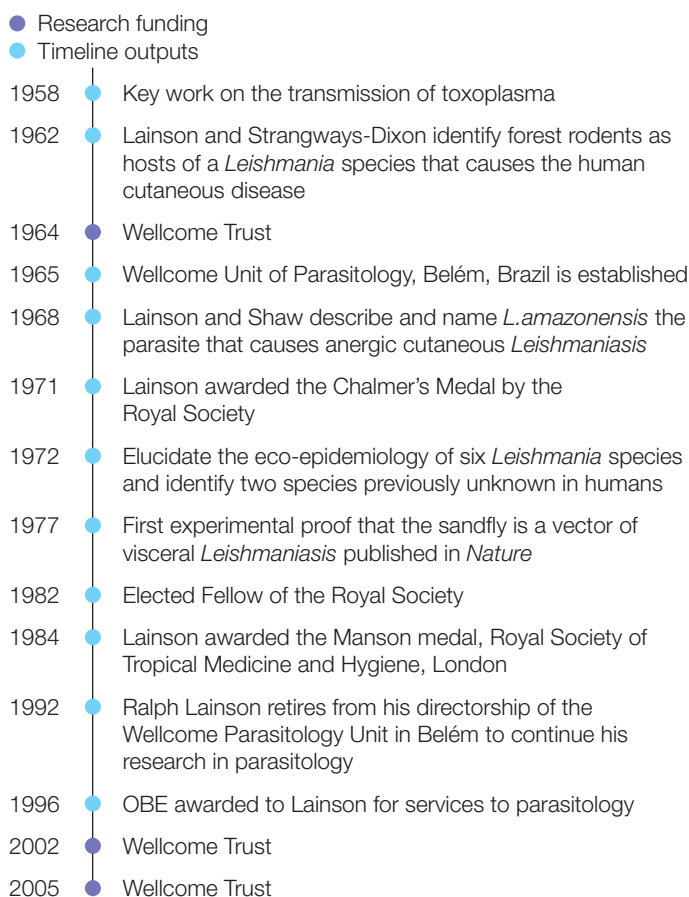 Research funding
Timeline outputs
1958 Key work on the transmission of toxoplasma
1962 Lainson and Strangways-Dixon identify forest rodents as
hosts of a Leishmania species that causes the human
cutaneous disease
1964 Wellcome Trust
1965 Wellcome Unit of Parasitology, Belém, Brazil is established
1968 Lainson and Shaw describe and name L.amazonensis the
parasite that causes anergic cutaneous Leishmaniasis
1971 Lainson awarded the Chalmer's Medal by the
Royal Society
1972 Elucidate the eco-epidemiology of six Leishmania species
and identify two species previously unknown in humans
1977 First experimental proof that the sandfly is a vector of
visceral Leishmaniasis published in Nature
1982 Elected Fellow of the Royal Society
1984 Lainson awarded the Manson medal, Royal Society of
Tropical Medicine and Hygiene, London
1992 Ralph Lainson retires from his directorship of the
Wellcome Parasitology Unit in Belém to continue his
research in parasitology
1996 OBE awarded to Lainson for services to parasitology
2002 Wellcome Trust
2005 Wellcome Trust